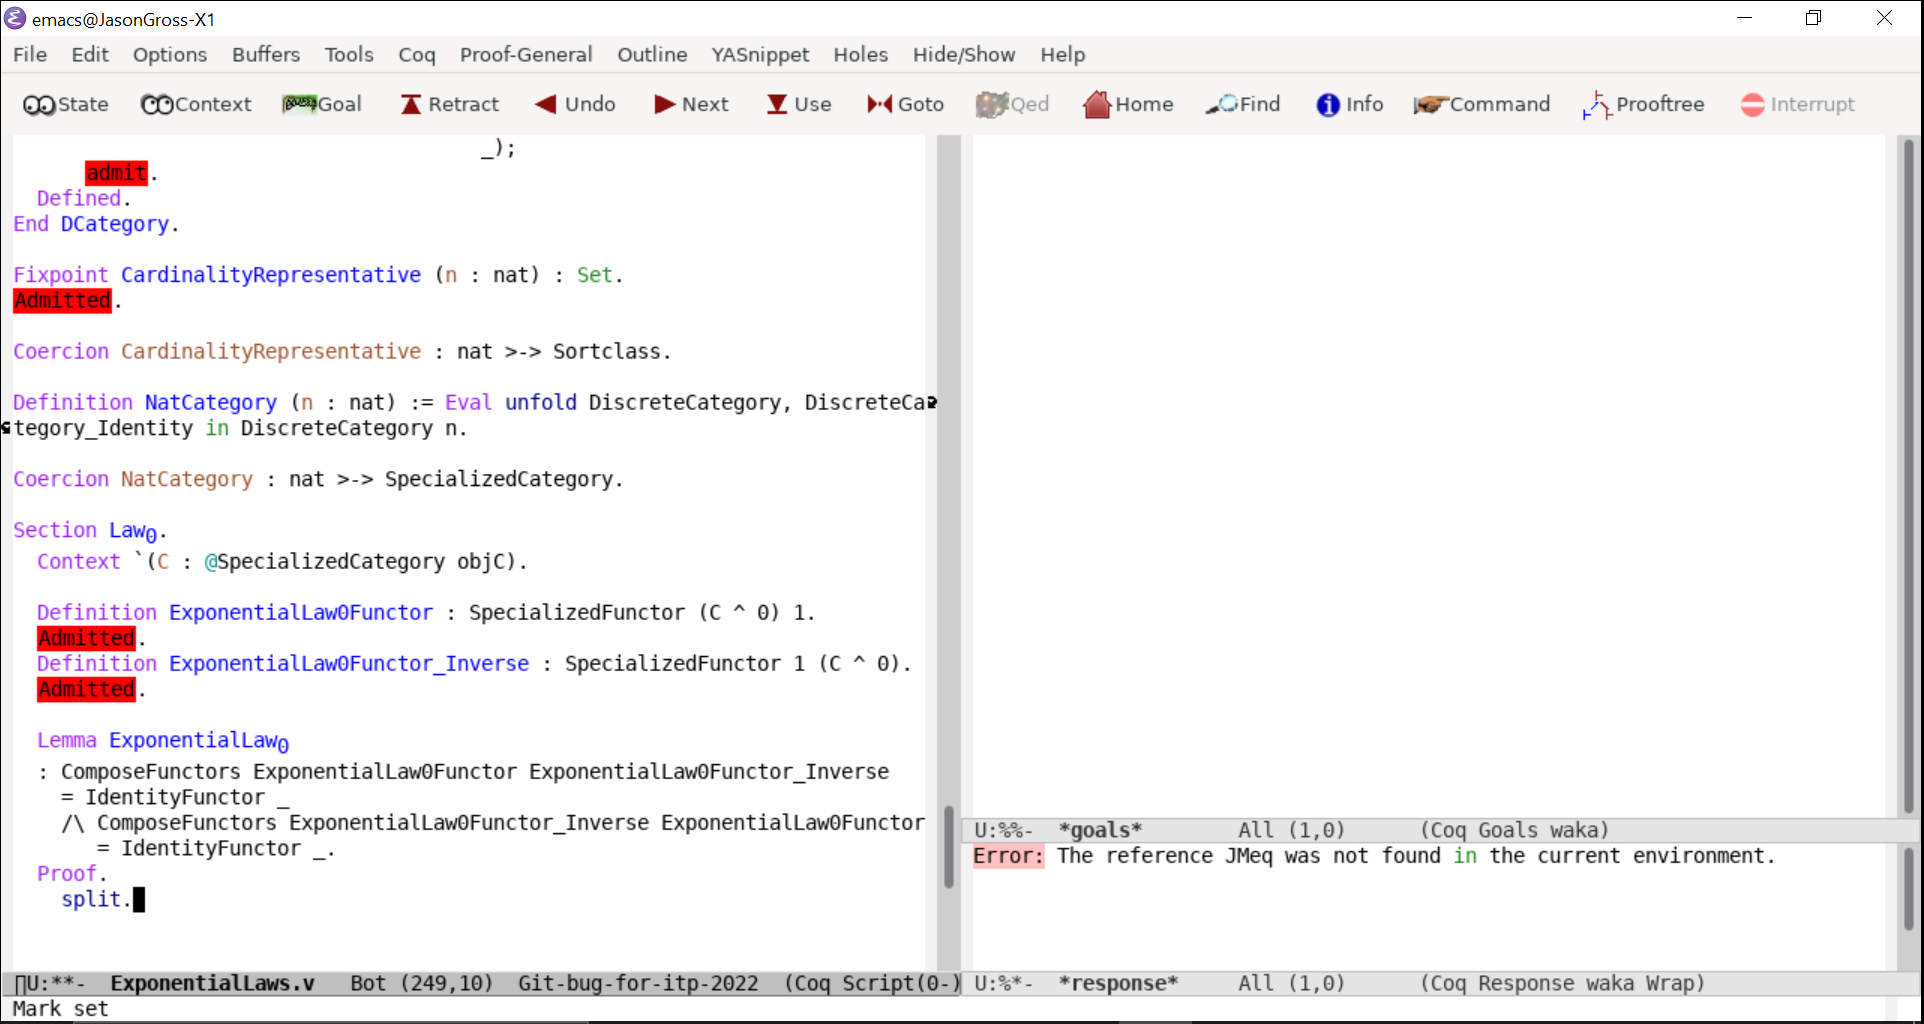 emacs@JasonGross-X1
File Edit Options Buffers Tools Coq Proof-General Outline YASnippet Holes Hide/Show Help
State Context Goal Retract Undo Next Use Goto Qed Home Find Info Command Prooftree Interrupt
_);
admit.
Defined.
End DCategory.
Fixpoint CardinalityRepresentative (n : nat) : Set.
Admitted.
Coercion CardinalityRepresentative : nat >-> Sortclass.
Definition NatCategory (n : nat) := Eval unfold DiscreteCategory, DiscreteCa
tegory_Identity in DiscreteCategory n.
Coercion NatCategory : nat >-> SpecializedCategory.
Section Law₀.
Context `(C : @SpecializedCategory objC).
Definition ExponentialLaw0Functor : SpecializedFunctor (C ^ 0) 1.
Admitted.
Definition ExponentialLaw0Functor_Inverse : SpecializedFunctor 1 (C ^ 0).
Admitted.
Lemma ExponentialLaw₀
: ComposeFunctors ExponentialLaw0Functor ExponentialLaw0Functor_Inverse
= IdentityFunctor _
/\ ComposeFunctors ExponentialLaw0Functor_Inverse ExponentialLaw0Functor
= IdentityFunctor _.
Proof.
split.
U:**- ExponentialLaws.v Bot (249,10) Git-bug-for-itp-2022 (Coq Script(0-)
Mark set
U:%%- *goals* All (1,0) (Coq Goals waka)
Error: The reference JMeq was not found in the current environment.
U:%*- *response* All (1,0) (Coq Response waka Wrap)